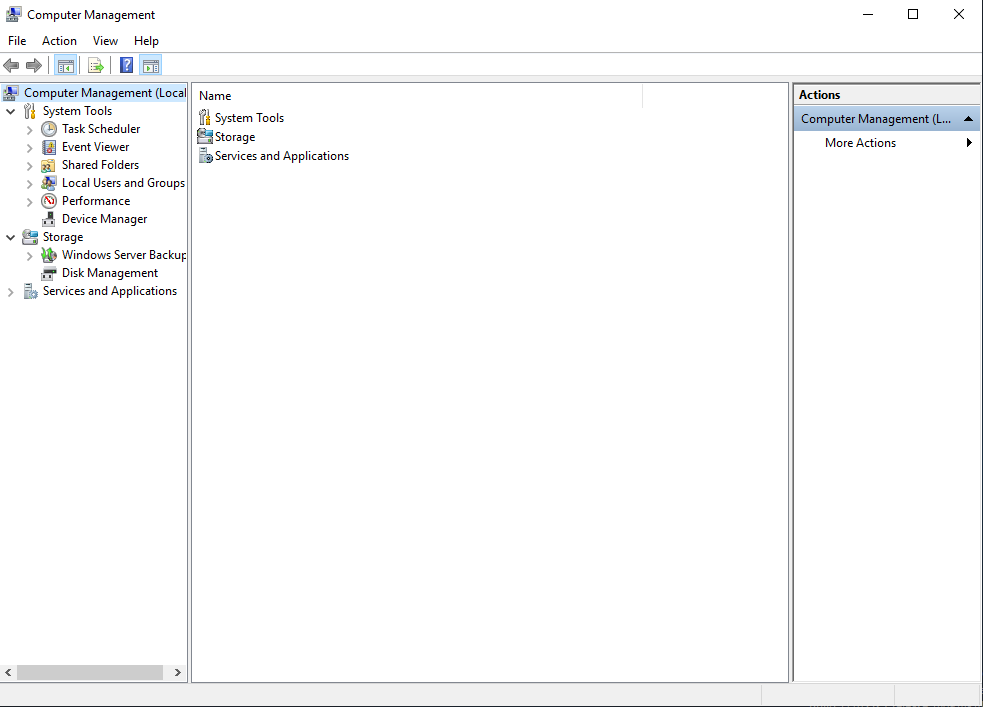 Computer Management
File Action View Help
Computer Management (Local
System Tools
Task Scheduler
Event Viewer
Shared Folders
Local Users and Groups
Performance
Device Manager
Storage
Windows Server Backup
Disk Management
Services and Applications
Name
System Tools
Storage
Services and Applications
Actions
Computer Management (L...
More Actions